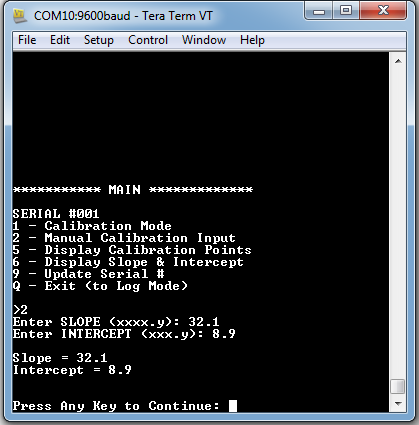 COM10:9600baud - Tera Term VT
File Edit Setup Control Window Help
*********** MAIN *************
SERIAL #001
1 - Calibration Mode
2 - Manual Calibration Input
5 - Display Calibration Points
6 - Display Slope & Intercept
9 - Update Serial #
Q - Exit (to Log Mode)
>2
Enter SLOPE (xxxx.y): 32.1
Enter INTERCEPT (xxx.y): 8.9
Slope = 32.1
Intercept = 8.9
Press Any Key to Continue: